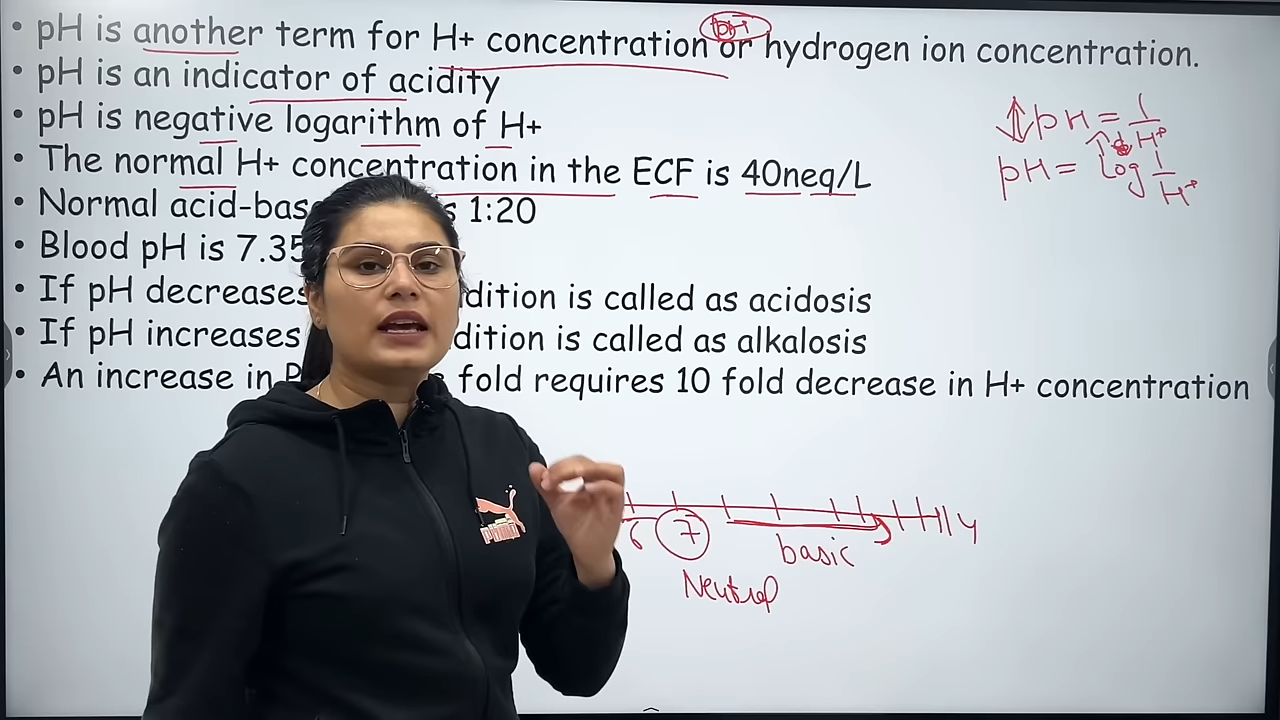 • pH is another term for H+ concentration or hydrogen ion concentration.
pH
• pH is an indicator of acidity
• pH is negative logarithm of H+
• The normal H+ concentration in the ECF is 40neq/L
• Normal acid-bas s 1:20
• Blood pH is 7.35
• If pH decreases dition is called as acidosis
• If pH increases dition is called as alkalosis
• An increase in P fold requires 10 fold decrease in H+ concentration
pH = 1/H+
pH = log 1/H+
6 7 14
basic
Neutral